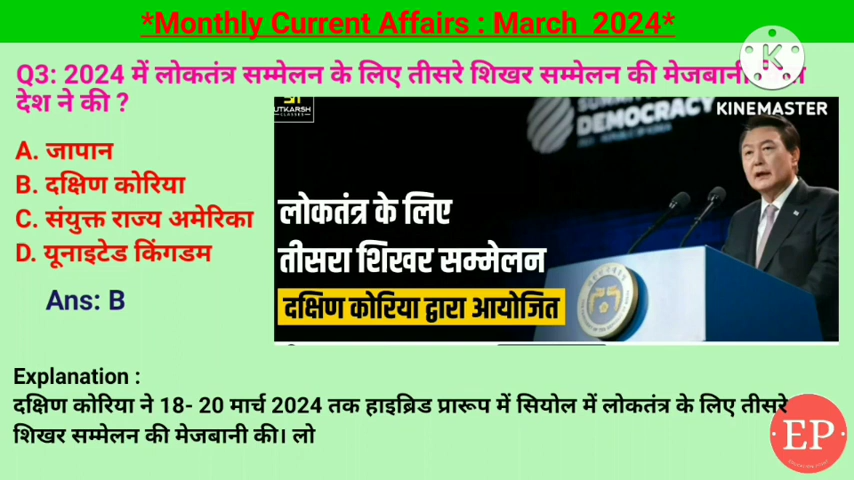 *Monthly Current Affairs : March 2024*
Q3: 2024 में लोकतंत्र सम्मेलन के लिए तीसरे शिखर सम्मेलन की मेजबानी
देश ने की ?
K
KINEMASTER
UTKARSH
CLASSES
SUMMIT
DEMOCRACY
A. जापान
B. दक्षिण कोरिया
C. संयुक्त राज्य अमेरिका
D. यूनाइटेड किंगडम
Ans: B
लोकतंत्र के लिए
तीसरा शिखर सम्मेलन
दक्षिण कोरिया द्वारा आयोजित
Explanation :
दक्षिण कोरिया ने 18- 20 मार्च 2024 तक हाइब्रिड प्रारूप में सियोल में लोकतंत्र के लिए तीसरे
शिखर सम्मेलन की मेजबानी की। लो
EP